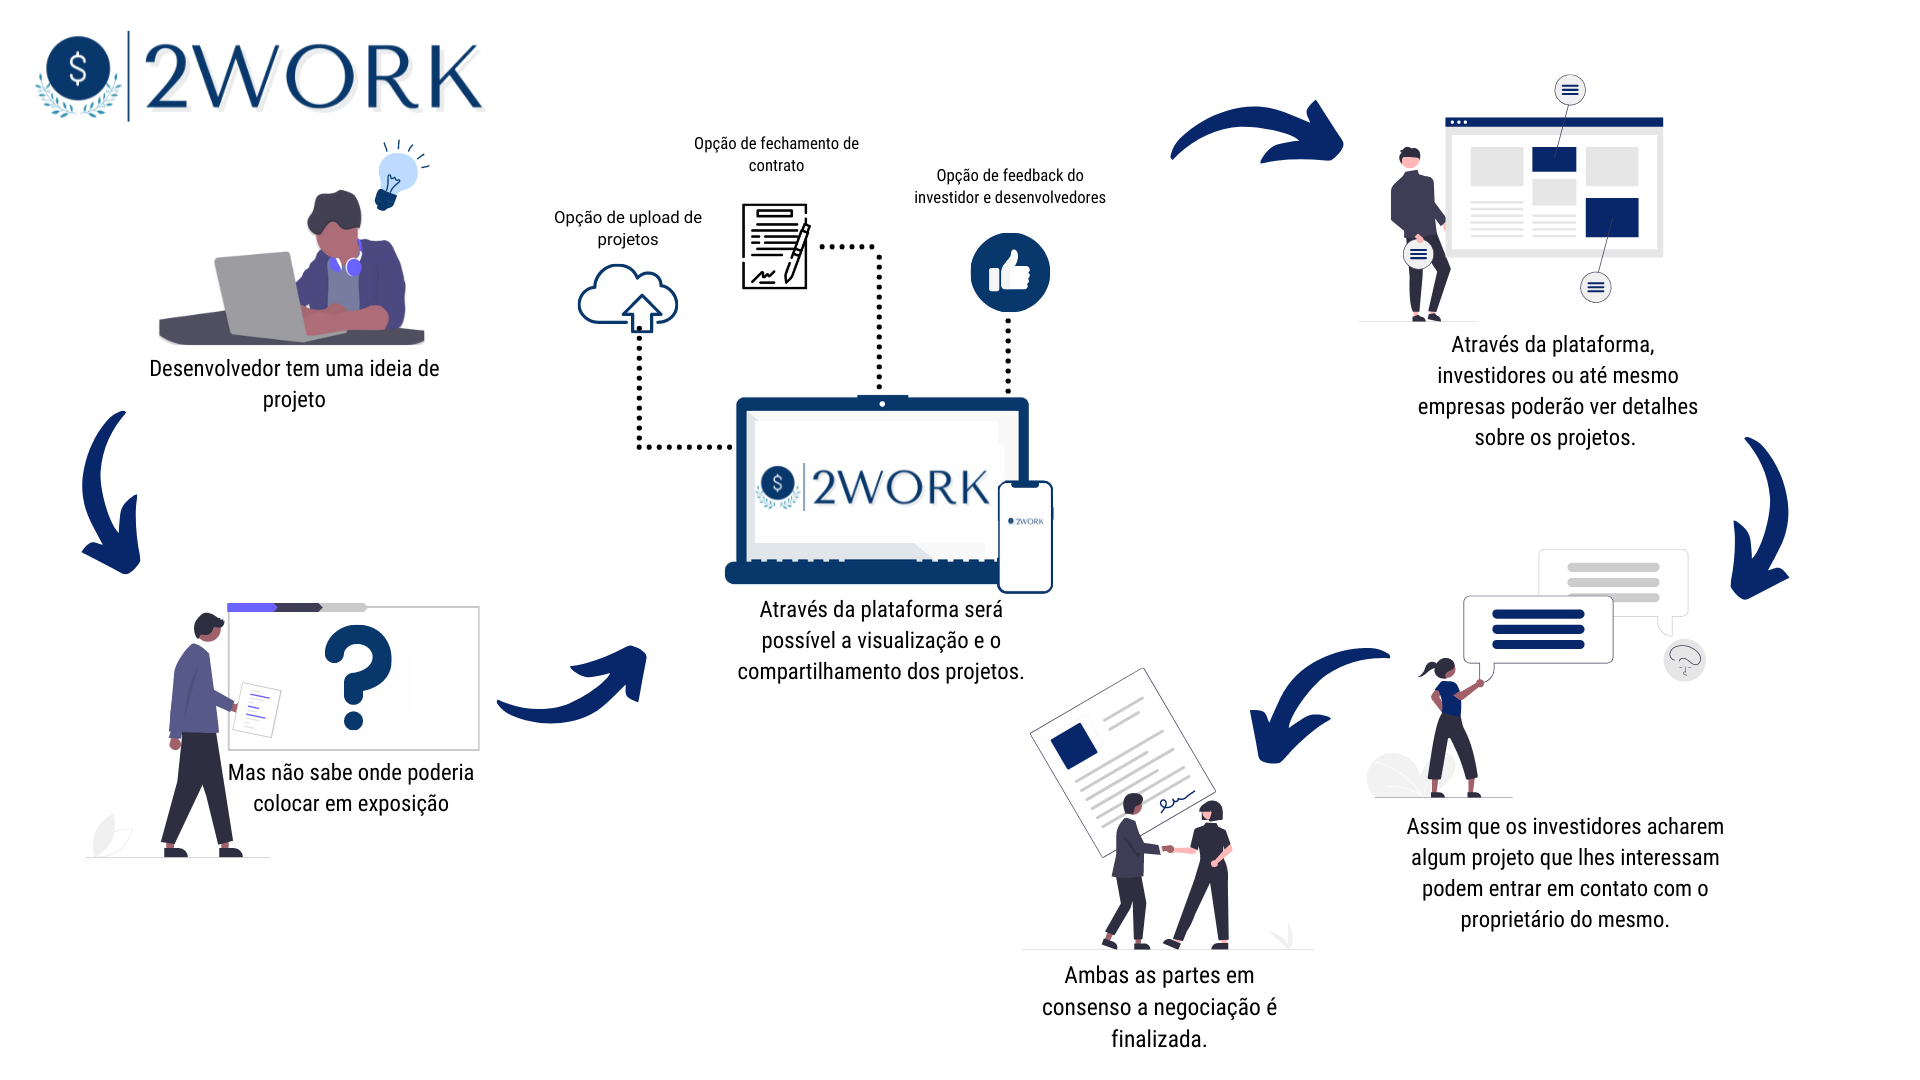 $ 2WORK
Desenvolvedor tem uma ideia de
projeto
Mas não sabe onde poderia
colocar em exposição
Opção de upload de
projetos
Opção de fechamento de
contrato
Opção de feedback do
investidor e desenvolvedores
$ 2WORK
2WORK
Através da plataforma será
possível a visualização e o
compartilhamento dos projetos.
Através da plataforma,
investidores ou até mesmo
empresas poderão ver detalhes
sobre os projetos.
Assim que os investidores acharem
algum projeto que lhes interessam
podem entrar em contato com o
proprietário do mesmo.
Ambas as partes em
consenso a negociação é
finalizada.